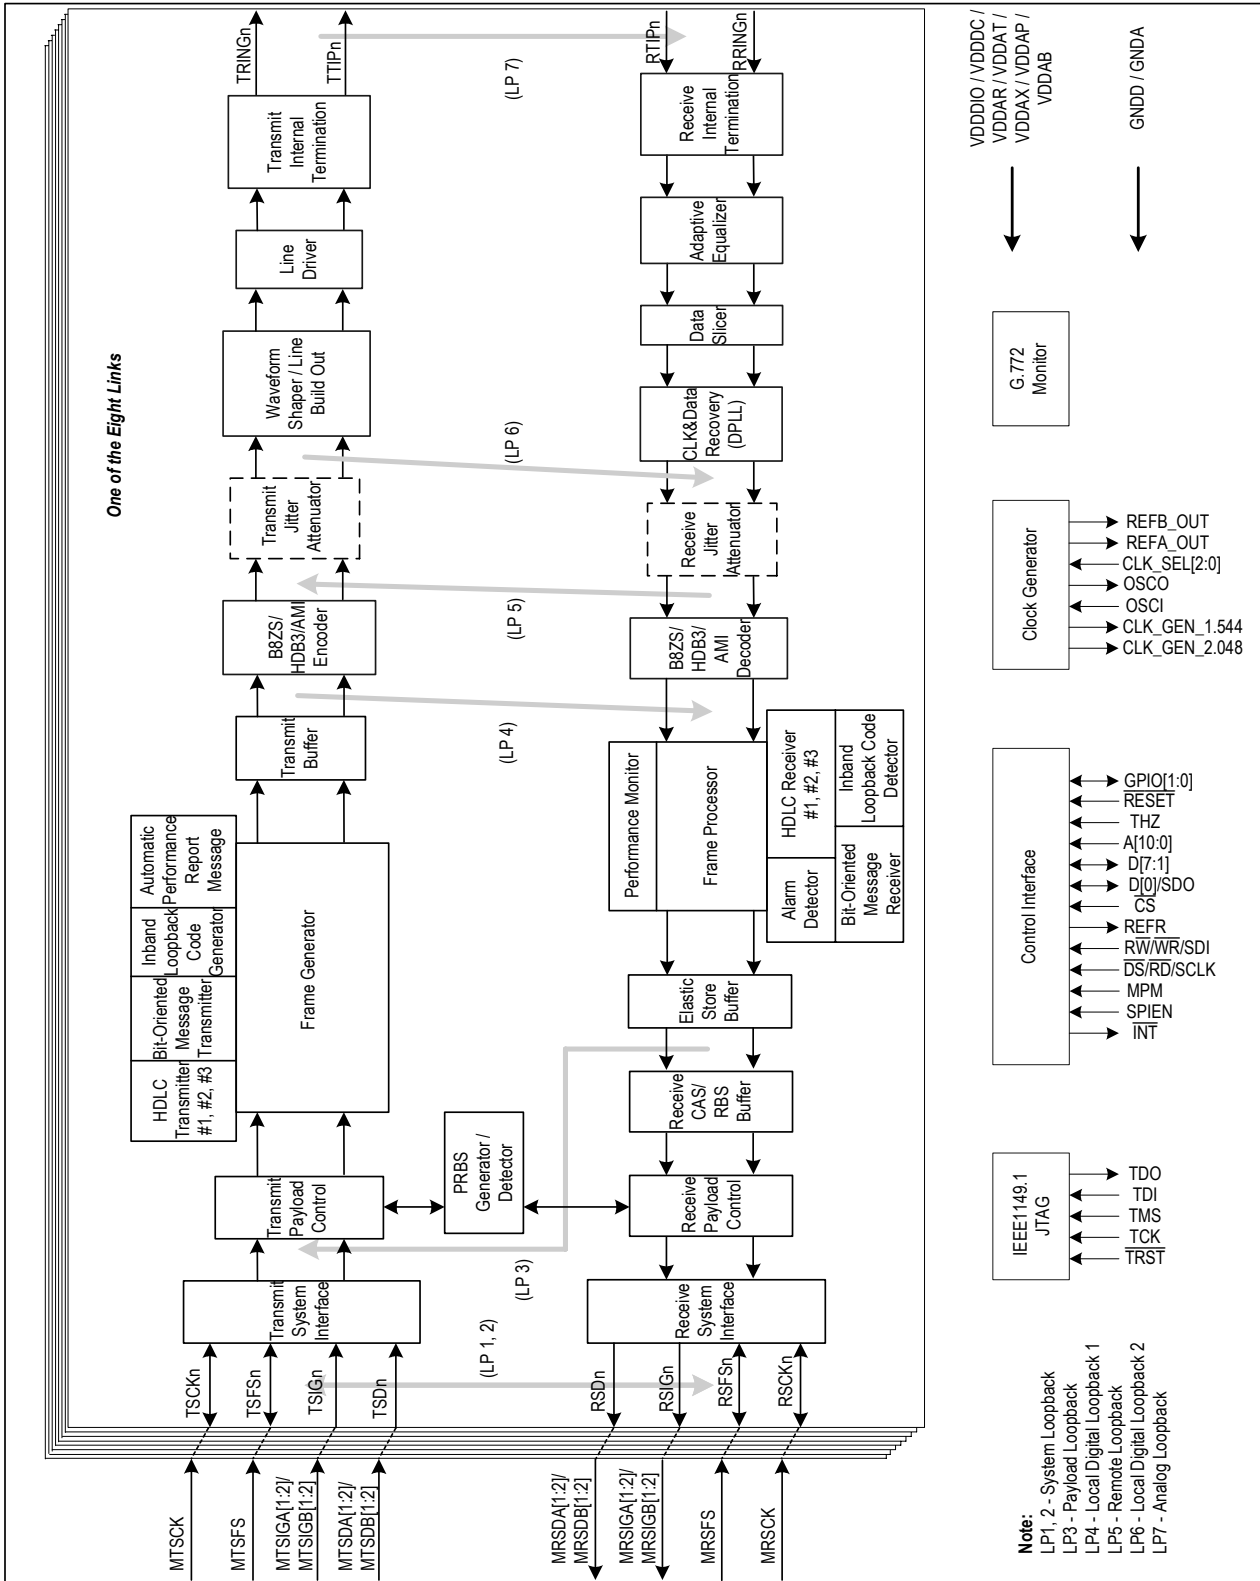 One of the Eight Links
TRINGn
TTIPn
Transmit
Internal
Termination
Line
Driver
Waveform
Shaper / Line
Build Out
Transmit
Jitter
Attenuator
B8ZS/
HDB3/AMI
Encoder
Transmit
Buffer
Automatic
Performance
Report
Message
Inband
Loopback
Code
Generator
Bit-Oriented
Message
Transmitter
HDLC
Transmitter
#1, #2, #3
Frame Generator
Transmit
Payload
Control
PRBS
Generator /
Detector
Transmit
System
Interface
TSCKn
TSFSn
TSIGn
TSDn
MTSCK
MTSFS
MTSIGA[1:2]/
MTSIGB[1:2]
MTSDA[1:2]/
MTSDB[1:2]
(LP 7)
(LP 6)
(LP 5)
(LP 4)
(LP 3)
(LP 1, 2)
RTIPn
RRINGn
Receive
Internal
Termination
Adaptive
Equalizer
Data
Slicer
CLK&Data
Recovery
(DPLL)
Receive
Jitter
Attenuator
B8ZS/
HDB3/
AMI
Decoder
Performance Monitor
Frame Processor
HDLC Receiver
#1, #2, #3
Inband
Loopback Code
Detector
Alarm
Detector
Bit-Oriented
Message
Receiver
Elastic
Store
Buffer
Receive
CAS/
RBS
Buffer
Receive
Payload
Control
Receive
System
Interface
RSDn
RSIGn
RSFSn
RSCKn
MRSDA[1:2]/
MRSDB[1:2]
MRSIGA[1:2]/
MRSIGB[1:2]
MRSFS
MRSCK
VDDDIO / VDDDC /
VDDAR / VDDAT /
VDDAX / VDDAP /
VDDAB
GNDD / GNDA
G.772
Monitor
Clock Generator
REFB_OUT
REFA_OUT
CLK_SEL[2:0]
OSCO
OSCI
CLK_GEN_1.544
CLK_GEN_2.048
Control Interface
GPIO[1:0]
RESET
THZ
A[10:0]
D[7:1]
D[0]/SDO
CS
REFR
RW/WR/SDI
DS/RD/SCLK
MPM
SPIEN
INT
IEEE1149.1
JTAG
TDO
TDI
TMS
TCK
TRST
Note:
LP1, 2 - System Loopback
LP3 - Payload Loopback
LP4 - Local Digital Loopback 1
LP5 - Remote Loopback
LP6 - Local Digital Loopback 2
LP7 - Analog Loopback